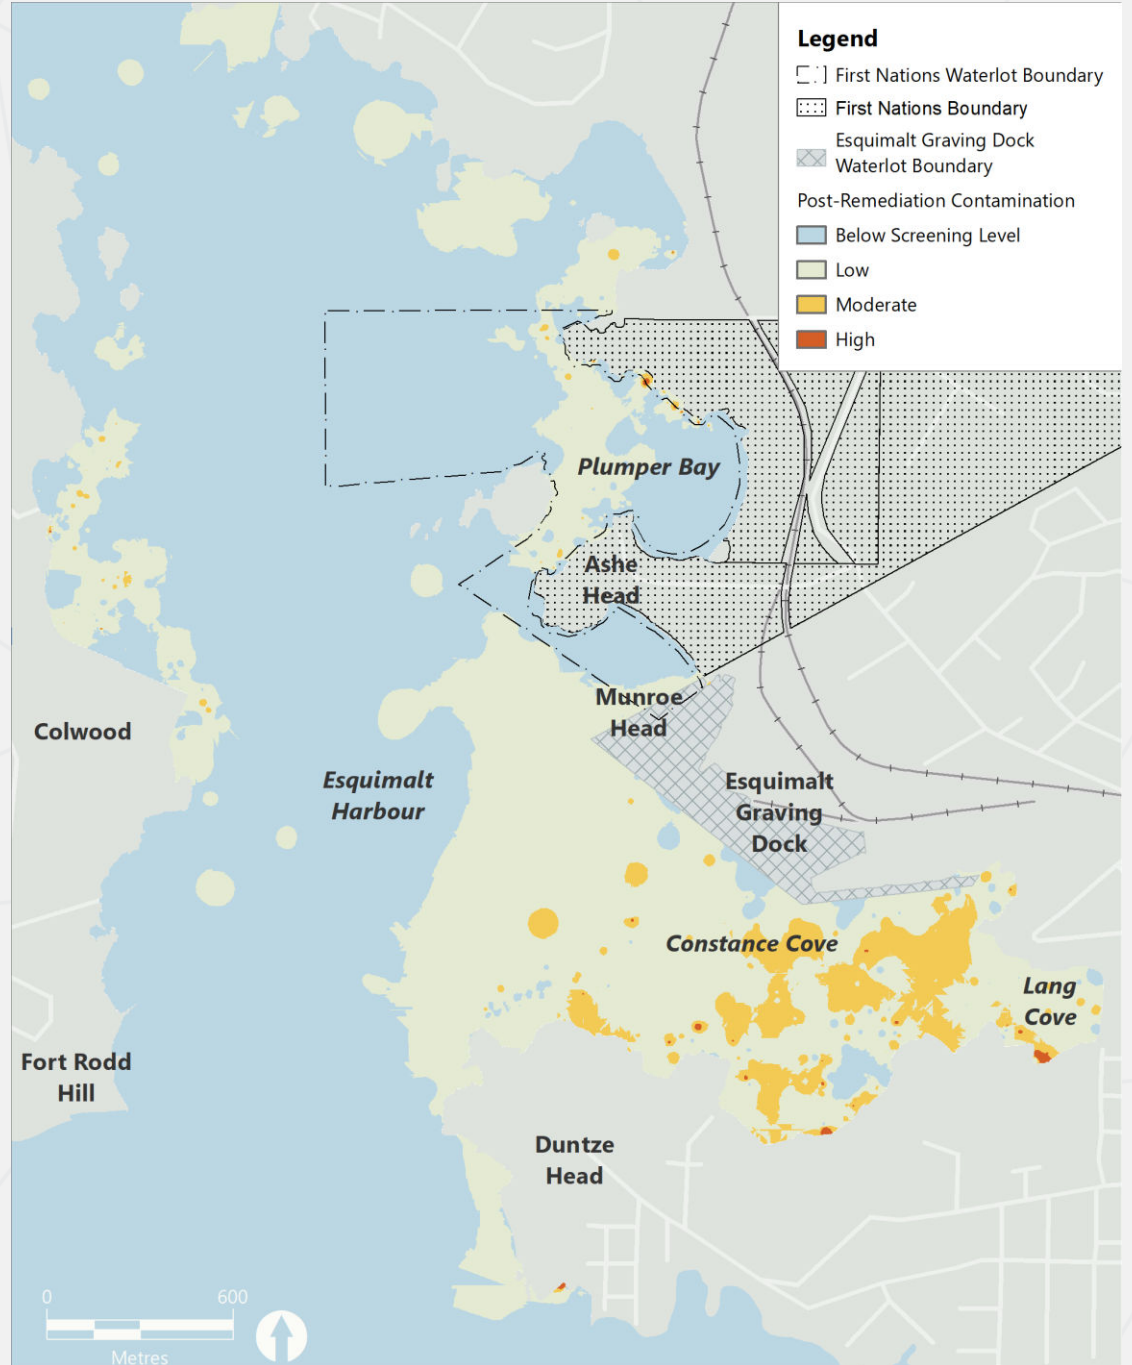 Legend
First Nations Waterlot Boundary
First Nations Boundary
Esquimalt Graving Dock
Waterlot Boundary
Post-Remediation Contamination
Below Screening Level
Low
Moderate
High
Plumper Bay
Ashe
Head
Munroe
Head
Colwood
Esquimalt
Harbour
Esquimalt
Graving
Dock
Constance Cove
Lang
Cove
Fort Rodd
Hill
Duntze
Head
0 600
Metres